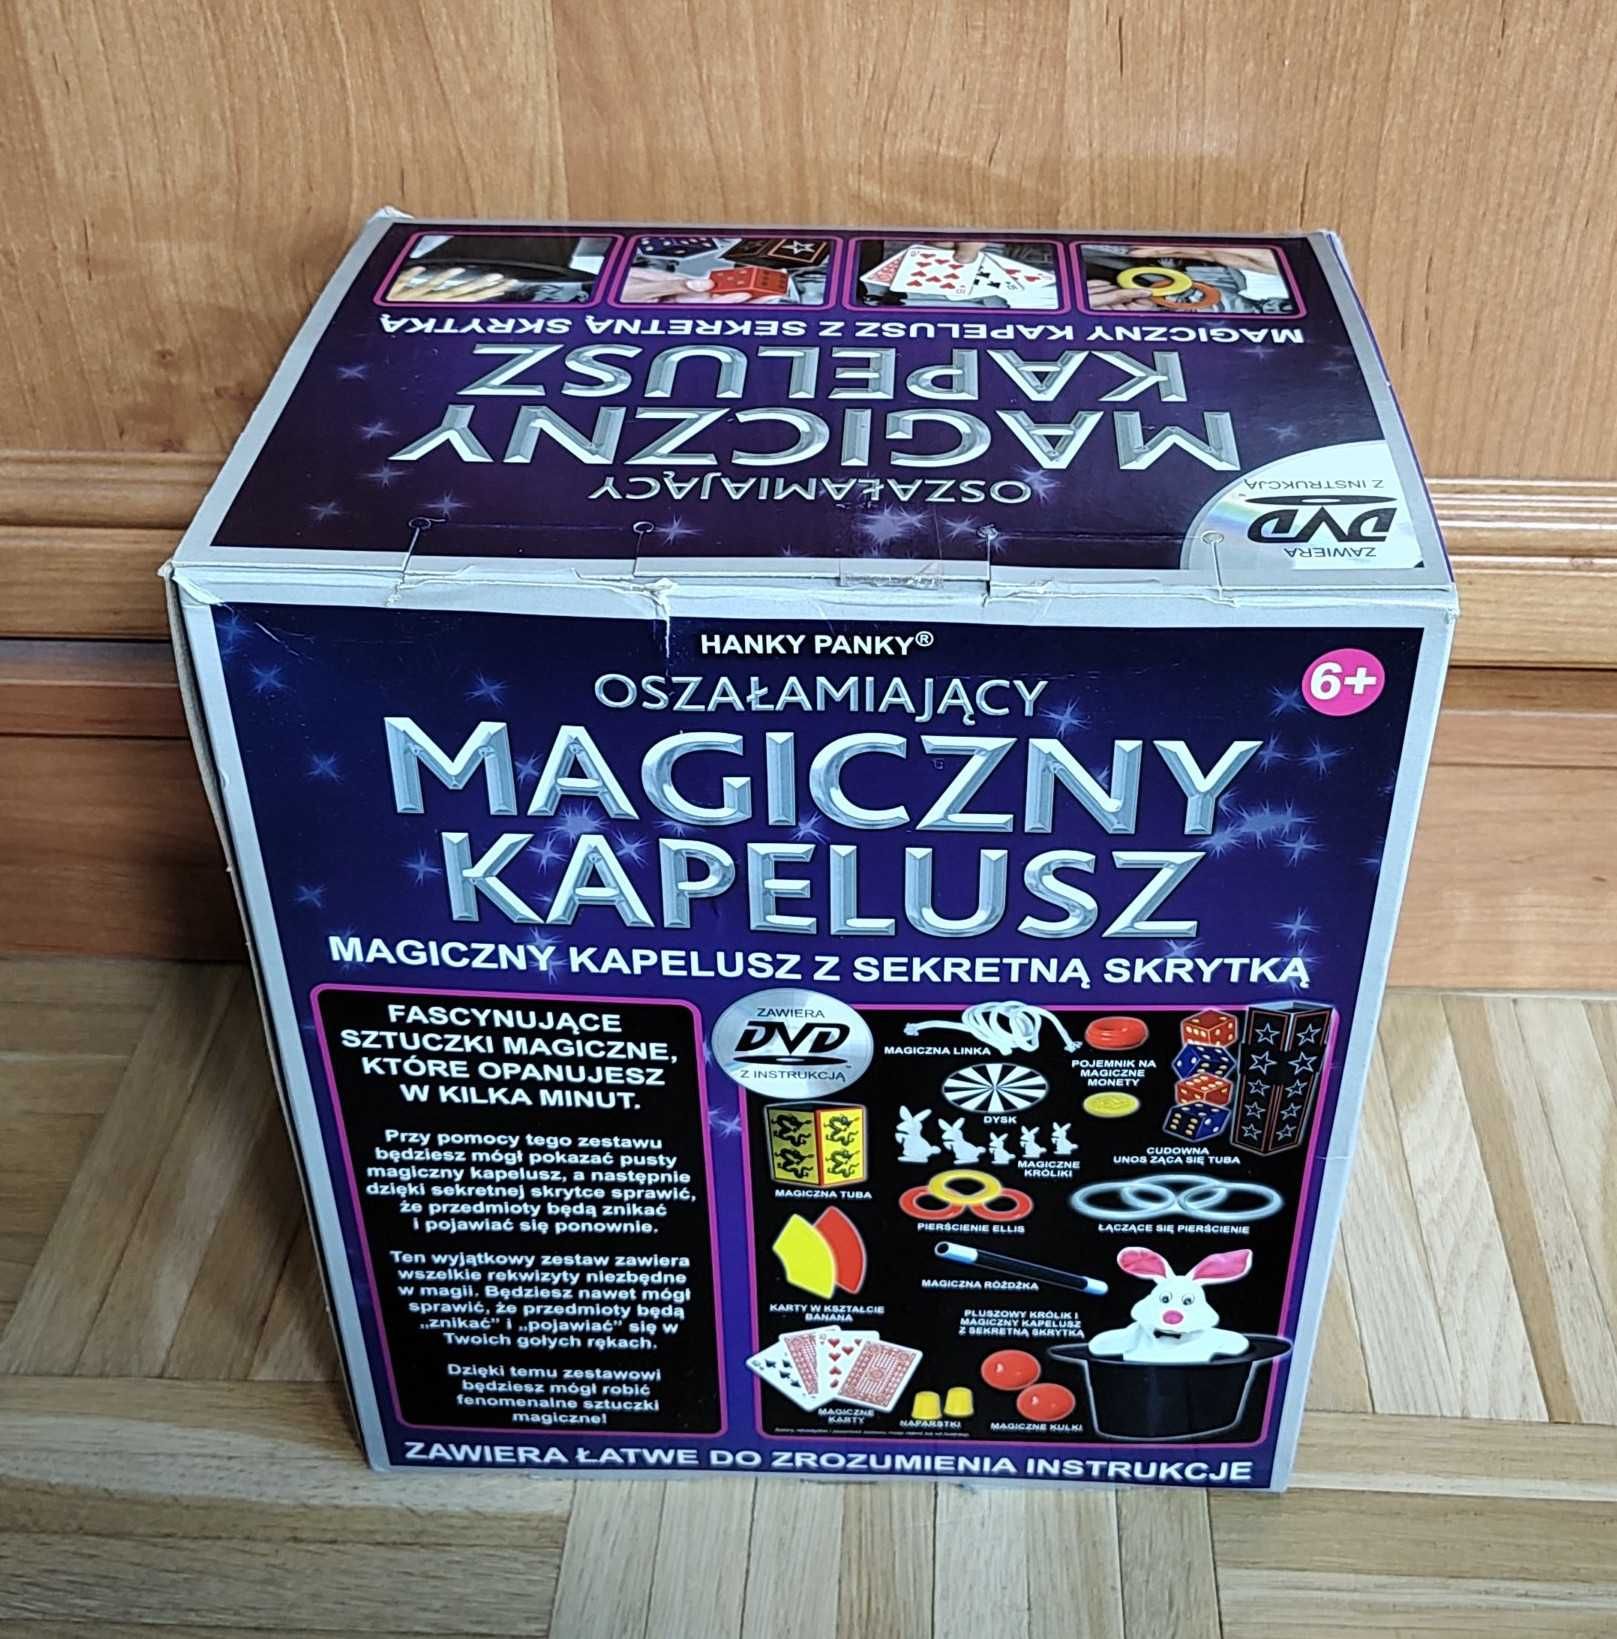 MAGICZNY KAPELUSZ Z SEKRETNĄ SKRYTKĄ
OSZAŁAMIAJĄCY
MAGICZNY
KAPELUSZ
ZAWIERA
DVD
Z INSTRUKCJĄ
HANKY PANKY®
6+
OSZAŁAMIAJĄCY
MAGICZNY
KAPELUSZ
MAGICZNY KAPELUSZ Z SEKRETNĄ SKRYTKĄ
FASCYNUJĄCE
SZTUCZKI MAGICZNE,
KTÓRE OPANUJESZ
W KILKA MINUT.
Przy pomocy tego zestawu
będziesz mógł pokazać pusty
magiczny kapelusz, a następnie
dzięki sekretnej skrytce sprawić,
że przedmioty będą znikać
i pojawiać się ponownie.
Ten wyjątkowy zestaw zawiera
wszelkie rekwizyty niezbędne
w magii. Będziesz nawet mógł
sprawić, że przedmioty będą
„znikać” i „pojawiać” się w
Twoich gołych rękach.
Dzięki temu zestawowi
będziesz mógł robić
fenomenalne sztuczki
magiczne!
ZAWIERA
DVD
Z INSTRUKCJĄ
MAGICZNA LINKA
POJEMNIK NA
MAGICZNE
MONETY
DYSK
MAGICZNE
KRÓLIKI
CUDOWNA
UNOSZĄCA SIĘ TUBA
MAGICZNA TUBA
PIERŚCIENIE ELLIS
ŁĄCZĄCE SIĘ PIERŚCIENIE
MAGICZNA RÓŻDŻKA
KARTY W KSZTAŁCIE
BANANA
PLUSZOWY KRÓLIK I
MAGICZNY KAPELUSZ
Z SEKRETNĄ SKRYTKĄ
MAGICZNE
KARTY
NAPARSTKI
MAGICZNE KULKI
ZAWIERA ŁATWE DO ZROZUMIENIA INSTRUKCJE